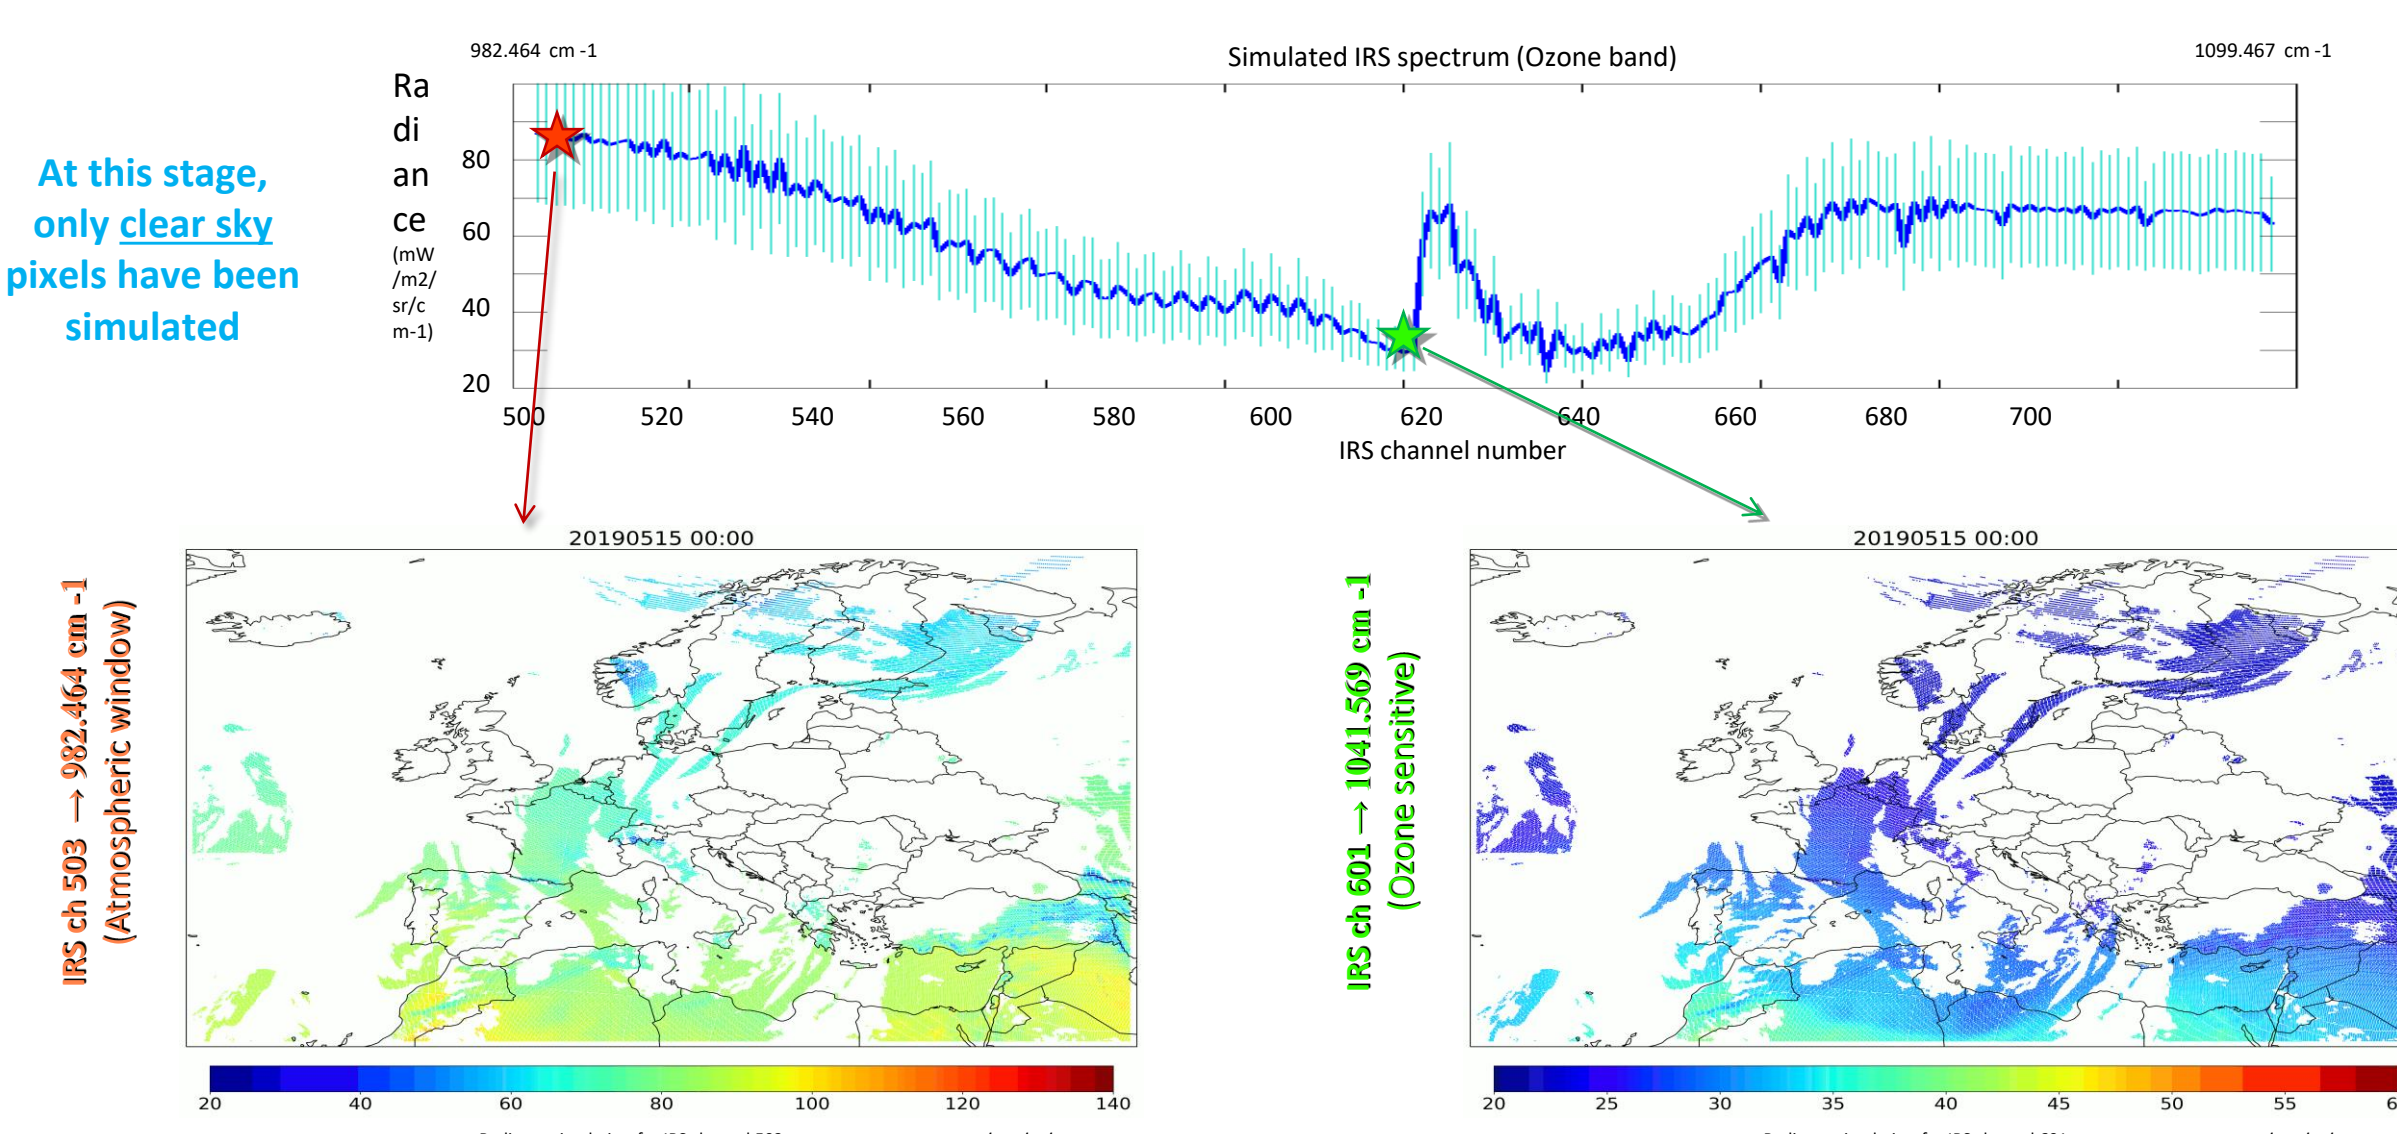 982.464 cm -1
Simulated IRS spectrum (Ozone band)
1099.467 cm -1
Ra
di
an
ce
(mW
/m2/
sr/c
m-1)
80
60
40
20
500 520 540 560 580 600 620 640 660 680 700
IRS channel number
At this stage,
only clear sky
pixels have been
simulated
IRS ch 503 → 982.464 cm -1
(Atmospheric window)
20190515 00:00
20 40 60 80 100 120 140
IRS ch 601 → 1041.569 cm -1
(Ozone sensitive)
20190515 00:00
20 25 30 35 40 45 50 55